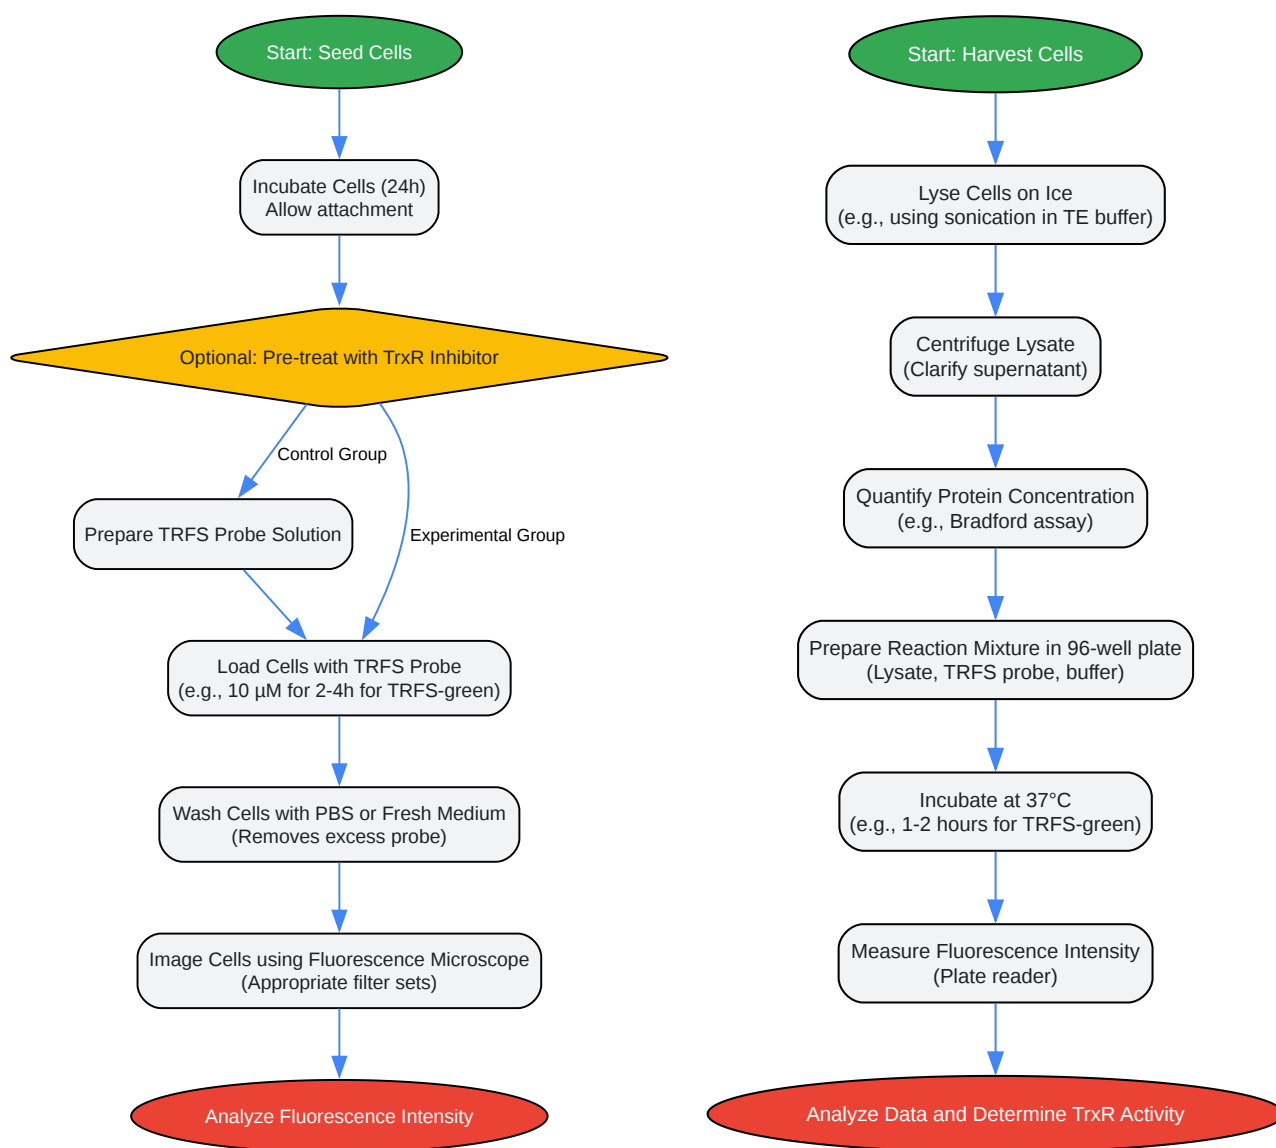 Start: Seed Cells
Incubate Cells (24h)
Allow attachment
Optional: Pre-treat with TrxR Inhibitor
Control Group
Prepare TRFS Probe Solution
Experimental Group
Load Cells with TRFS Probe
(e.g., 10 µM for 2-4h for TRFS-green)
Wash Cells with PBS or Fresh Medium
(Removes excess probe)
Image Cells using Fluorescence Microscope
(Appropriate filter sets)
Analyze Fluorescence Intensity
Start: Harvest Cells
Lyse Cells on Ice
(e.g., using sonication in TE buffer)
Centrifuge Lysate
(Clarify supernatant)
Quantify Protein Concentration
(e.g., Bradford assay)
Prepare Reaction Mixture in 96-well plate
(Lysate, TRFS probe, buffer)
Incubate at 37°C
(e.g., 1-2 hours for TRFS-green)
Measure Fluorescence Intensity
(Plate reader)
Analyze Data and Determine TrxR Activity